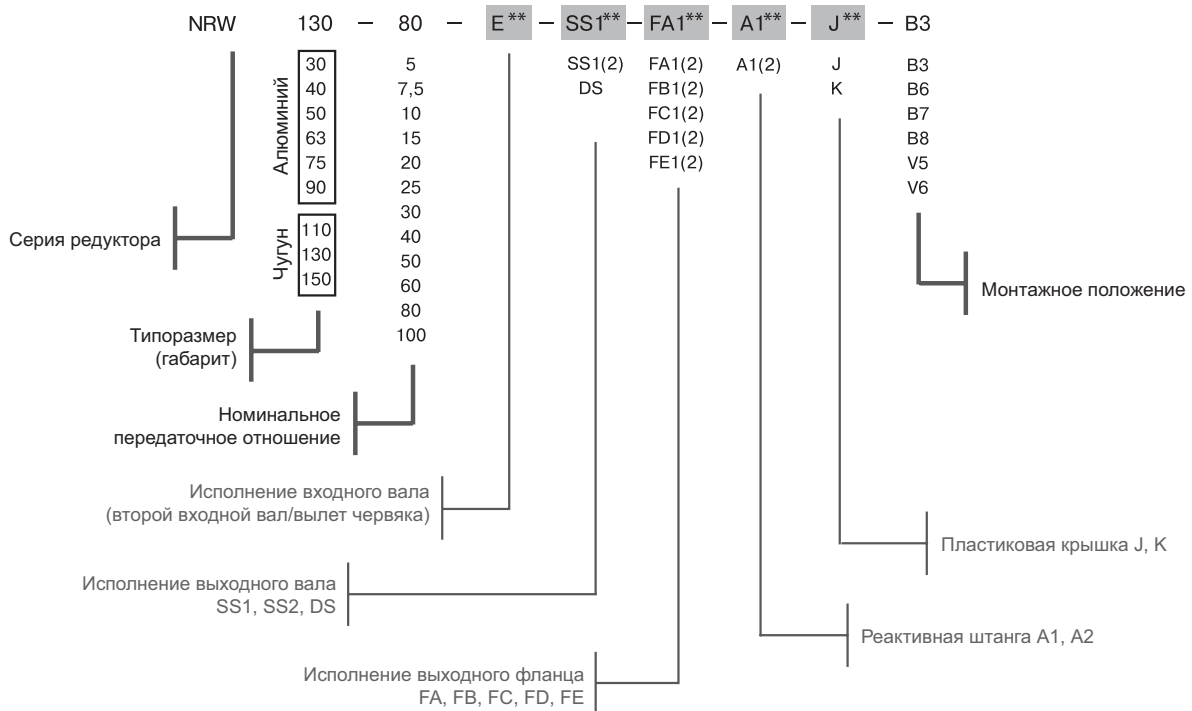 NRW 130 – 80 – E** – SS1** – FA1** – A1** – J** – B3
Алюминий
30
40
50
63
75
90
Чугун
110
130
150
5
7,5
10
15
20
25
30
40
50
60
80
100
SS1(2)
DS
FA1(2)
FB1(2)
FC1(2)
FD1(2)
FE1(2)
A1(2)
J
K
B3
B6
B7
B8
V5
V6
Серия редуктора
Монтажное положение
Типоразмер
(габарит)
Номинальное
передаточное отношение
Исполнение входного вала
(второй входной вал/вылет червяка)
Пластиковая крышка J, K
Исполнение выходного вала
SS1, SS2, DS
Реактивная штанга A1, A2
Исполнение выходного фланца
FA, FB, FC, FD, FE